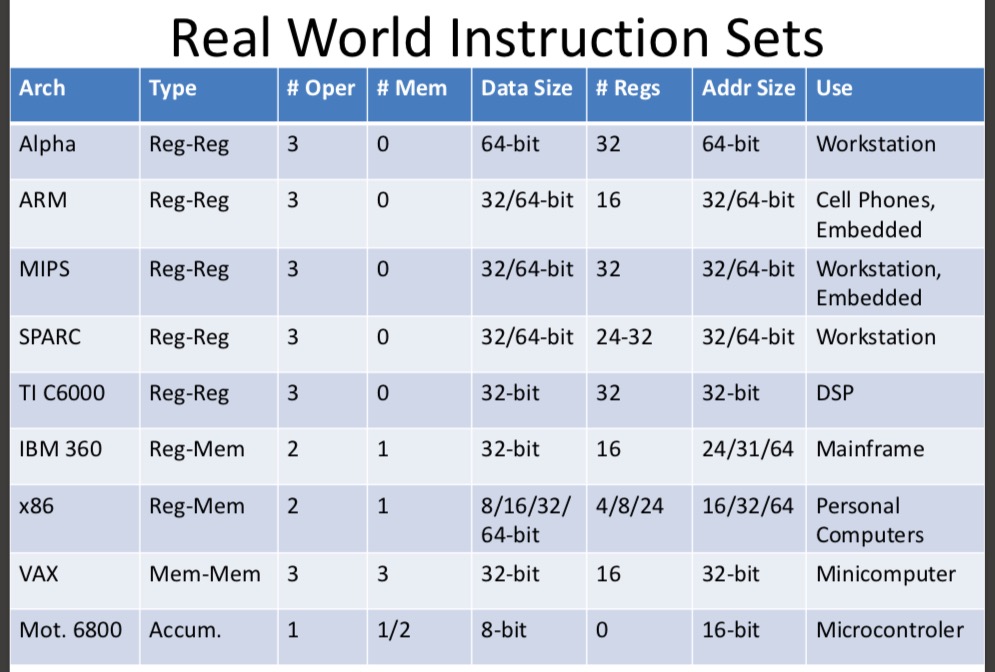 Real World Instruction Sets
Arch Type # Oper # Mem Data Size # Regs Addr Size Use
Alpha Reg-Reg 3 0 64-bit 32 64-bit Workstation
ARM Reg-Reg 3 0 32/64-bit 16 32/64-bit Cell Phones,
Embedded
MIPS Reg-Reg 3 0 32/64-bit 32 32/64-bit Workstation,
Embedded
SPARC Reg-Reg 3 0 32/64-bit 24-32 32/64-bit Workstation
TI C6000 Reg-Reg 3 0 32-bit 32 32-bit DSP
IBM 360 Reg-Mem 2 1 32-bit 16 24/31/64 Mainframe
x86 Reg-Mem 2 1 8/16/32/ 4/8/24 16/32/64 Personal
64-bit Computers
VAX Mem-Mem 3 3 32-bit 16 32-bit Minicomputer
Mot. 6800 Accum. 1 1/2 8-bit 0 16-bit Microcontroler